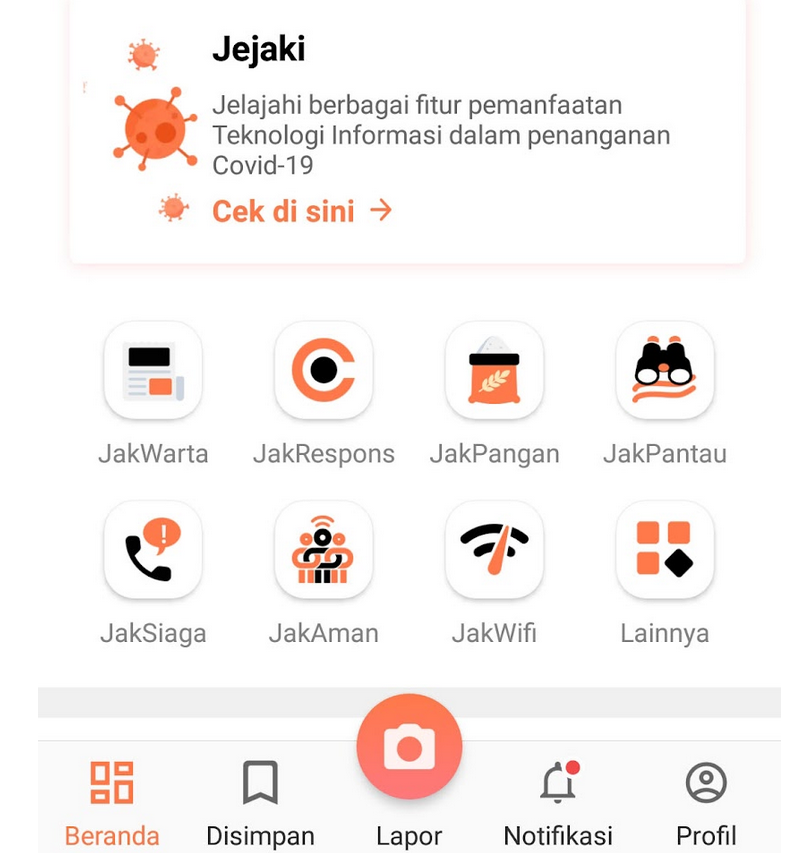 Jejaki
Jelajahi berbagai fitur pemanfaatan
Teknologi Informasi dalam penanganan
Covid-19
Cek di sini →
JakWarta JakRespons JakPangan JakPantau
JakSiaga JakAman JakWifi Lainnya
Beranda Disimpan Lapor Notifikasi Profil